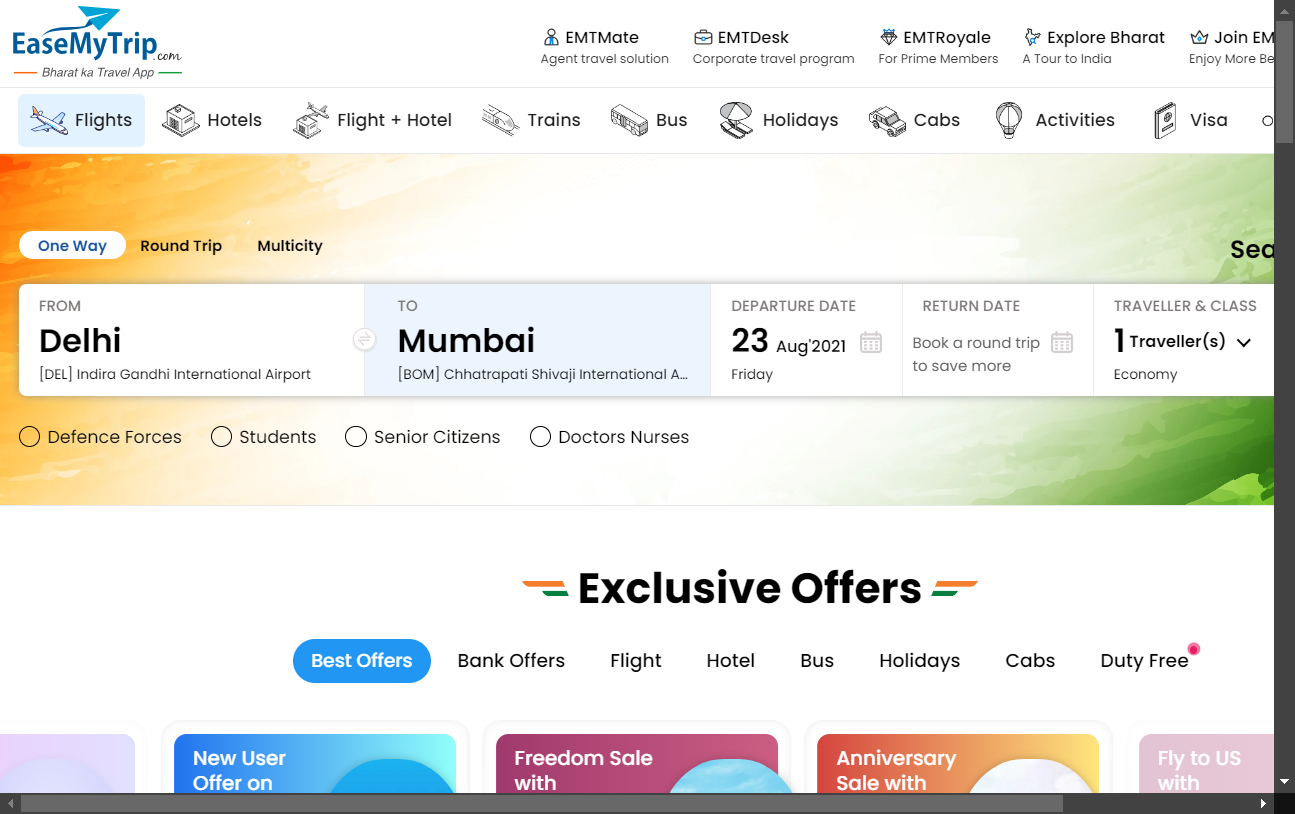 EaseMyTrip.com
Bharat ka Travel App
EMTMate
Agent travel solution
EMTDesk
Corporate travel program
EMTRoyale
For Prime Members
Explore Bharat
A Tour to India
Join EM
Enjoy More Be
Flights
Hotels
Flight + Hotel
Trains
Bus
Holidays
Cabs
Activities
Visa
One Way
Round Trip
Multicity
Sea
FROM
Delhi
[DEL] Indira Gandhi International Airport
TO
Mumbai
[BOM] Chhatrapati Shivaji International A...
DEPARTURE DATE
23 Aug'2021
Friday
RETURN DATE
Book a round trip
to save more
TRAVELLER & CLASS
1 Traveller(s)
Economy
Defence Forces
Students
Senior Citizens
Doctors Nurses
Exclusive Offers
Best Offers
Bank Offers
Flight
Hotel
Bus
Holidays
Cabs
Duty Free
New User
Offer on
Freedom Sale
with
Anniversary
Sale with
Fly to US
with